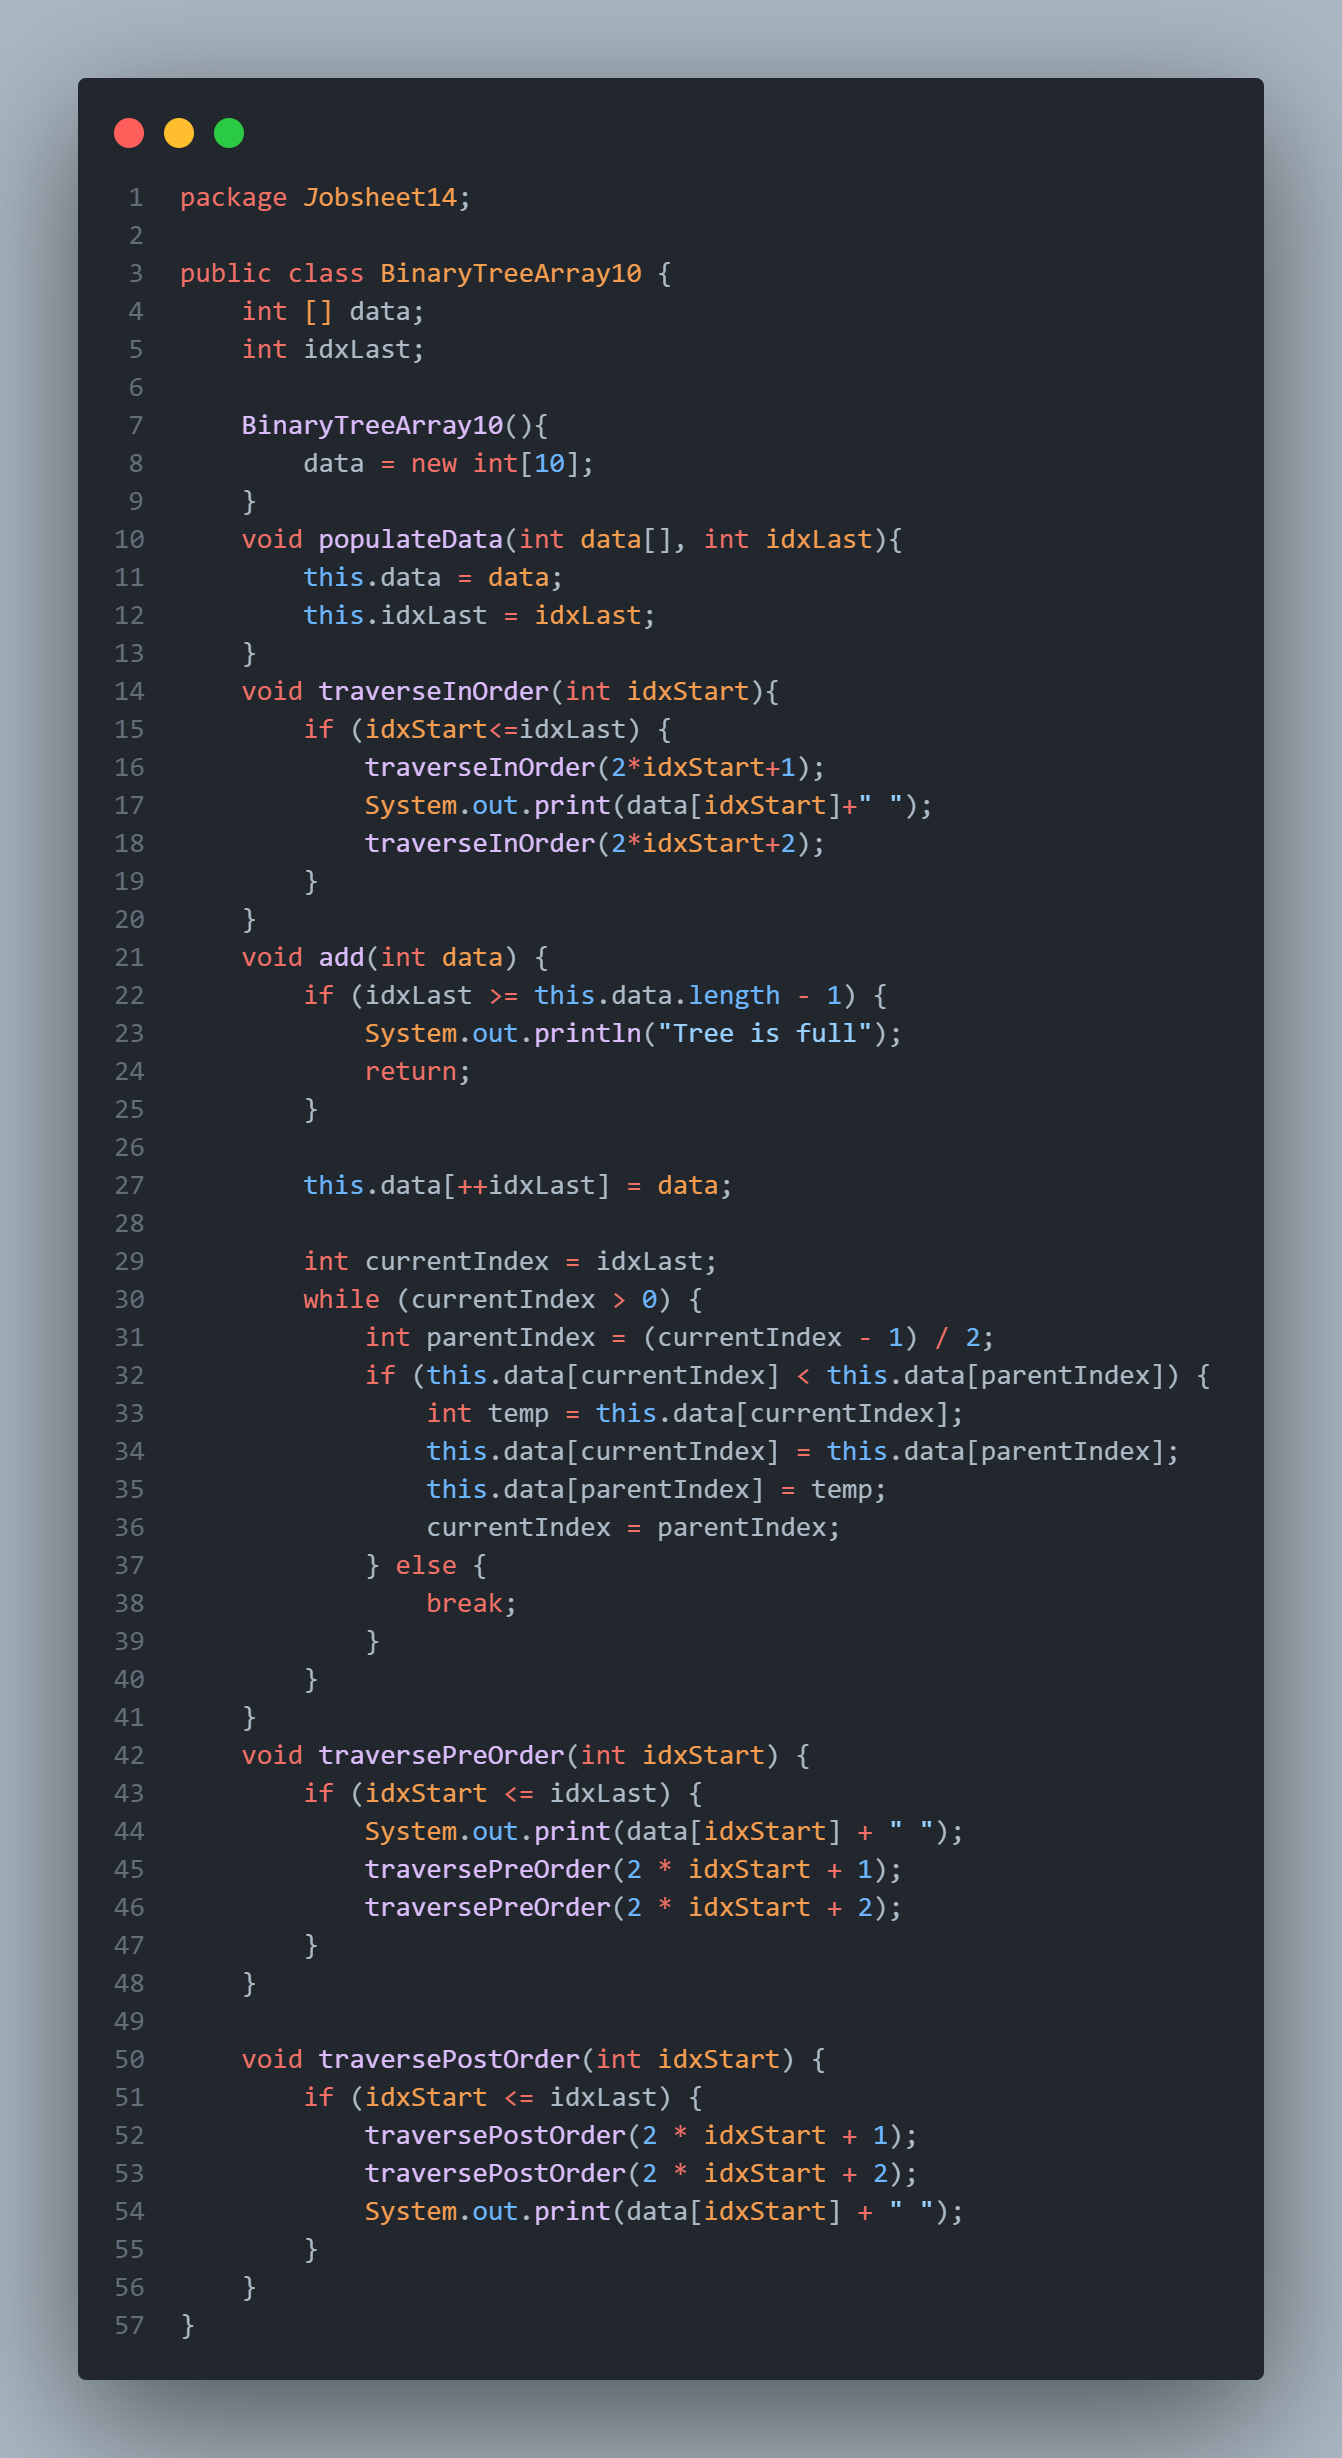 1 package Jobsheet14;
2
3 public class BinaryTreeArray10 {
4     int [] data;
5     int idxLast;
6
7     BinaryTreeArray10(){
8         data = new int[10];
9     }
10     void populateData(int data[], int idxLast){
11         this.data = data;
12         this.idxLast = idxLast;
13     }
14     void traverseInOrder(int idxStart){
15         if (idxStart<=idxLast) {
16             traverseInOrder(2*idxStart+1);
17             System.out.print(data[idxStart]+" ");
18             traverseInOrder(2*idxStart+2);
19         }
20     }
21     void add(int data) {
22         if (idxLast >= this.data.length - 1) {
23             System.out.println("Tree is full");
24             return;
25         }
26
27         this.data[++idxLast] = data;
28
29         int currentIndex = idxLast;
30         while (currentIndex > 0) {
31             int parentIndex = (currentIndex - 1) / 2;
32             if (this.data[currentIndex] < this.data[parentIndex]) {
33                 int temp = this.data[currentIndex];
34                 this.data[currentIndex] = this.data[parentIndex];
35                 this.data[parentIndex] = temp;
36                 currentIndex = parentIndex;
37             } else {
38                 break;
39             }
40         }
41     }
42     void traversePreOrder(int idxStart) {
43         if (idxStart <= idxLast) {
44             System.out.print(data[idxStart] + " ");
45             traversePreOrder(2 * idxStart + 1);
46             traversePreOrder(2 * idxStart + 2);
47         }
48     }
49
50     void traversePostOrder(int idxStart) {
51         if (idxStart <= idxLast) {
52             traversePostOrder(2 * idxStart + 1);
53             traversePostOrder(2 * idxStart + 2);
54             System.out.print(data[idxStart] + " ");
55         }
56     }
57 }